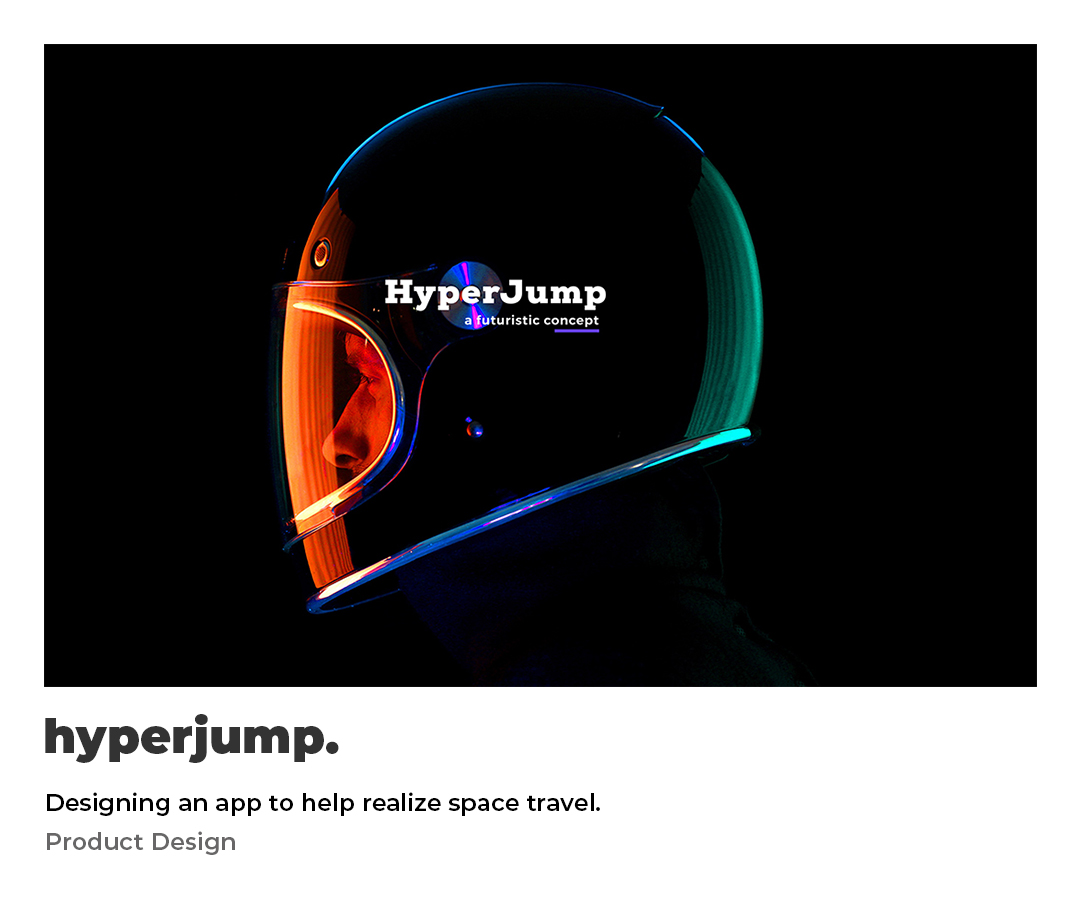 HyperJump
a futuristic concept
hyperjump.
Designing an app to help realize space travel.
Product Design